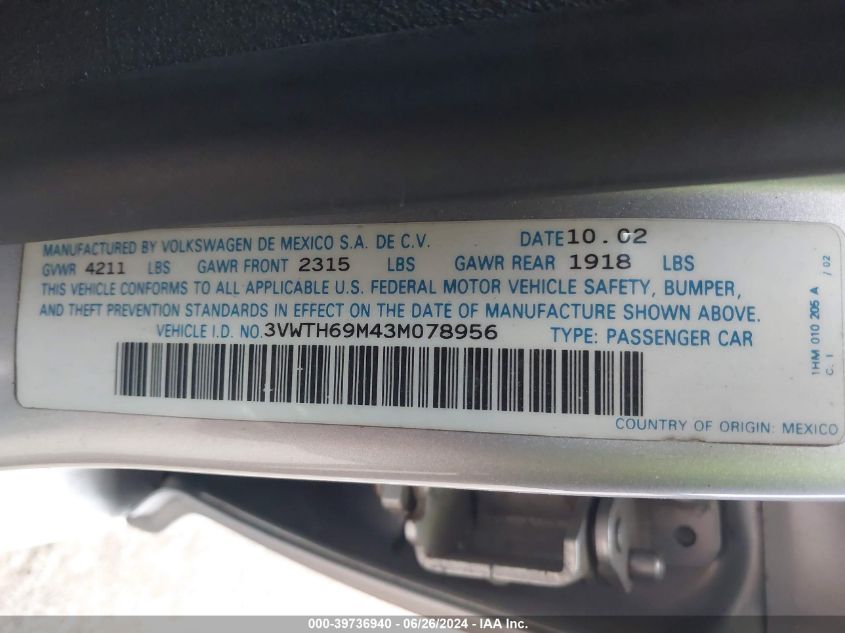 MANUFACTURED BY VOLKSWAGEN DE MEXICO S.A. DE C.V. DATE 10.02
GVWR 4211 LBS GAWR FRONT 2315 LBS GAWR REAR 1918 LBS
THIS VEHICLE CONFORMS TO ALL APPLICABLE U.S. FEDERAL MOTOR VEHICLE SAFETY, BUMPER,
AND THEFT PREVENTION STANDARDS IN EFFECT ON THE DATE OF MANUFACTURE SHOWN ABOVE.
VEHICLE I.D. NO. 3VWTH69M43M078956 TYPE: PASSENGER CAR
COUNTRY OF ORIGIN: MEXICO
1HM 010 205 A / 02
C. 1
000-39736940 / 06/26/2024 / © IAA, Inc.